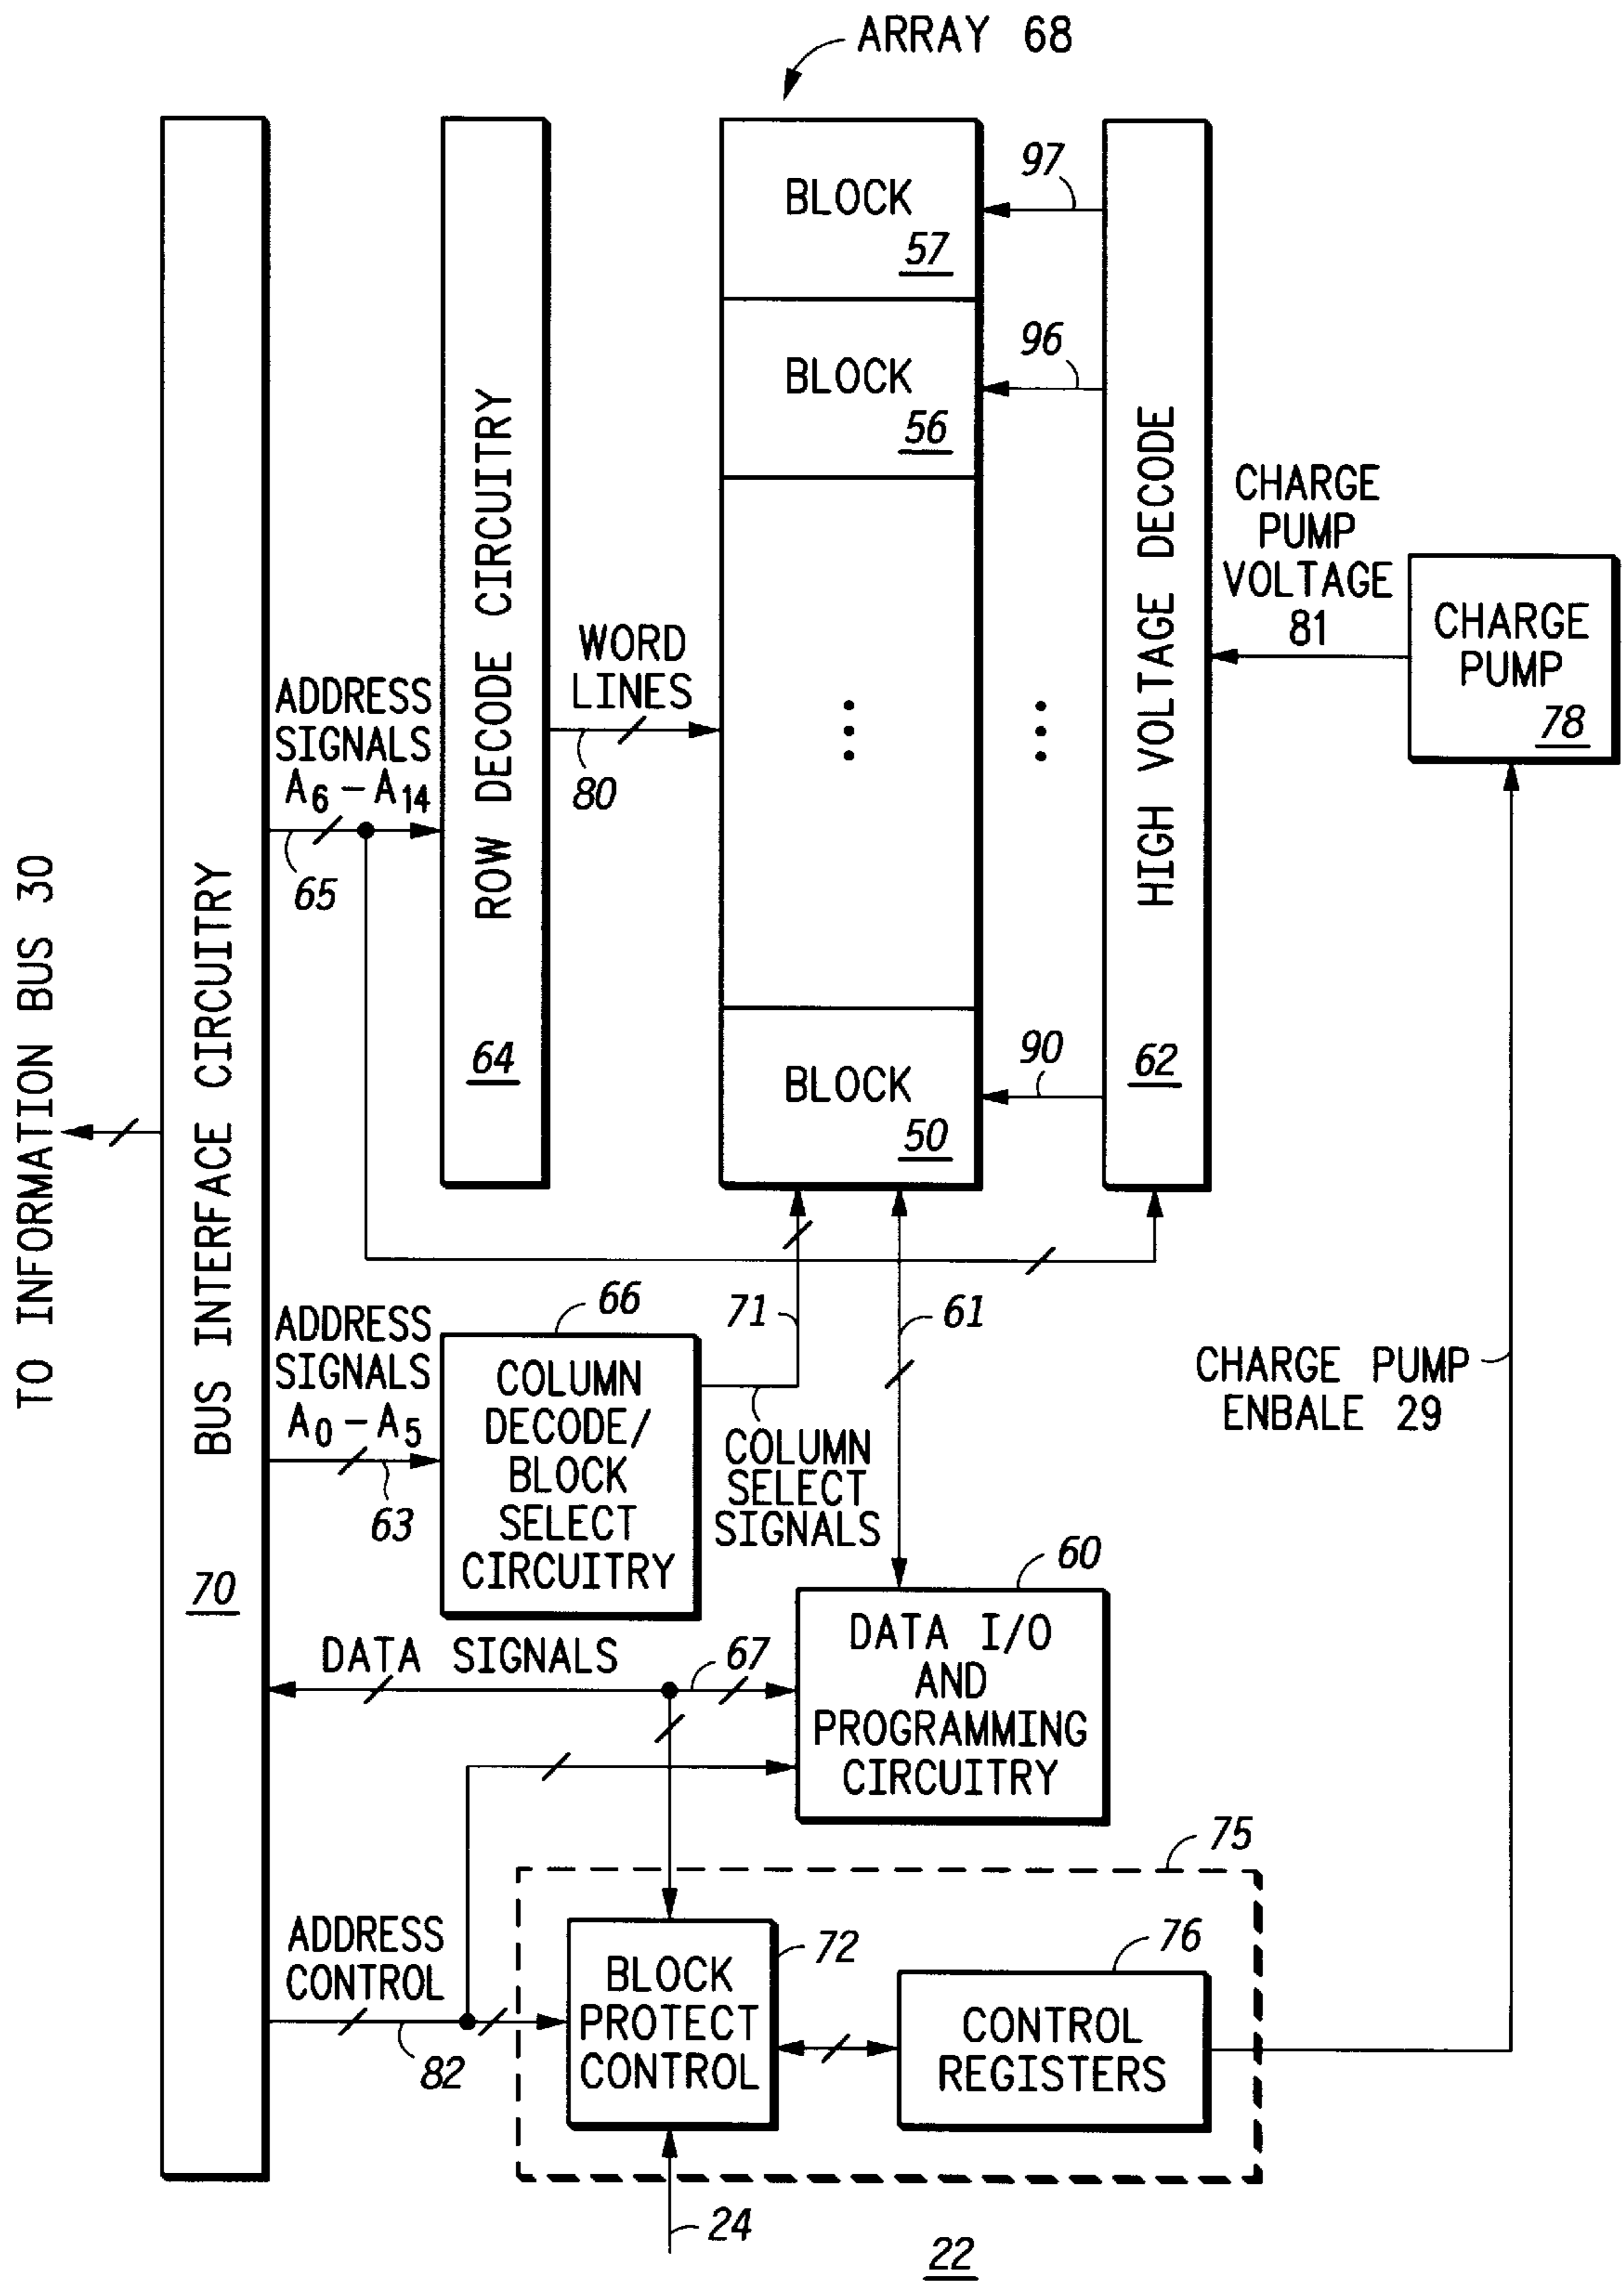 ARRAY 68
BLOCK
57
97
BLOCK
56
96
BLOCK
50
90
HIGH VOLTAGE DECODE
62
CHARGE
PUMP
VOLTAGE
81
CHARGE
PUMP
78
ROW DECODE CIRCUITRY
64
WORD
LINES
80
ADDRESS
SIGNALS
A6 – A14
65
TO INFORMATION BUS 30
BUS INTERFACE CIRCUITRY
70
ADDRESS
SIGNALS
A0 – A5
63
66
COLUMN
DECODE/
BLOCK
SELECT
CIRCUITRY
71
COLUMN
SELECT
SIGNALS
61
CHARGE PUMP
ENBALE 29
60
DATA I/O
AND
PROGRAMMING
CIRCUITRY
DATA SIGNALS
67
75
ADDRESS
CONTROL
82
BLOCK
PROTECT
CONTROL
72
76
CONTROL
REGISTERS
24
22